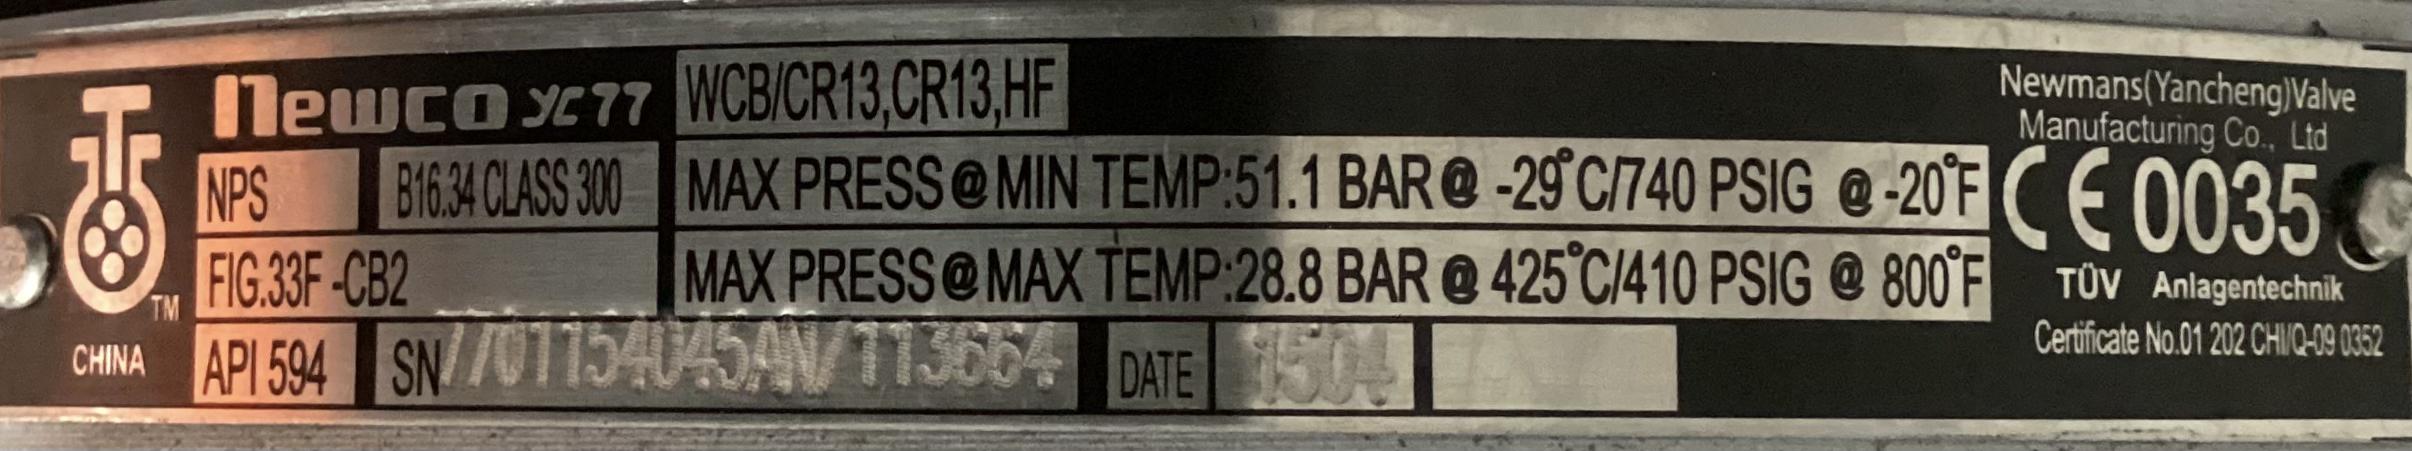 newco YC77 WCB/CR13,CR13,HF
NPS B16.34 CLASS 300 MAX PRESS@MIN TEMP:51.1 BAR@ -29°C/740 PSIG @ -20°F
FIG.33F -CB2 MAX PRESS@MAX TEMP:28.8 BAR @ 425°C/410 PSIG @ 800°F
API 594 SN 7701154045AN/113664 DATE 1504
TM
CHINA
Newmans(Yancheng)Valve
Manufacturing Co., Ltd
CE 0035
TÜV Anlagentechnik
Certificate No.01 202 CHI/Q-09 0352